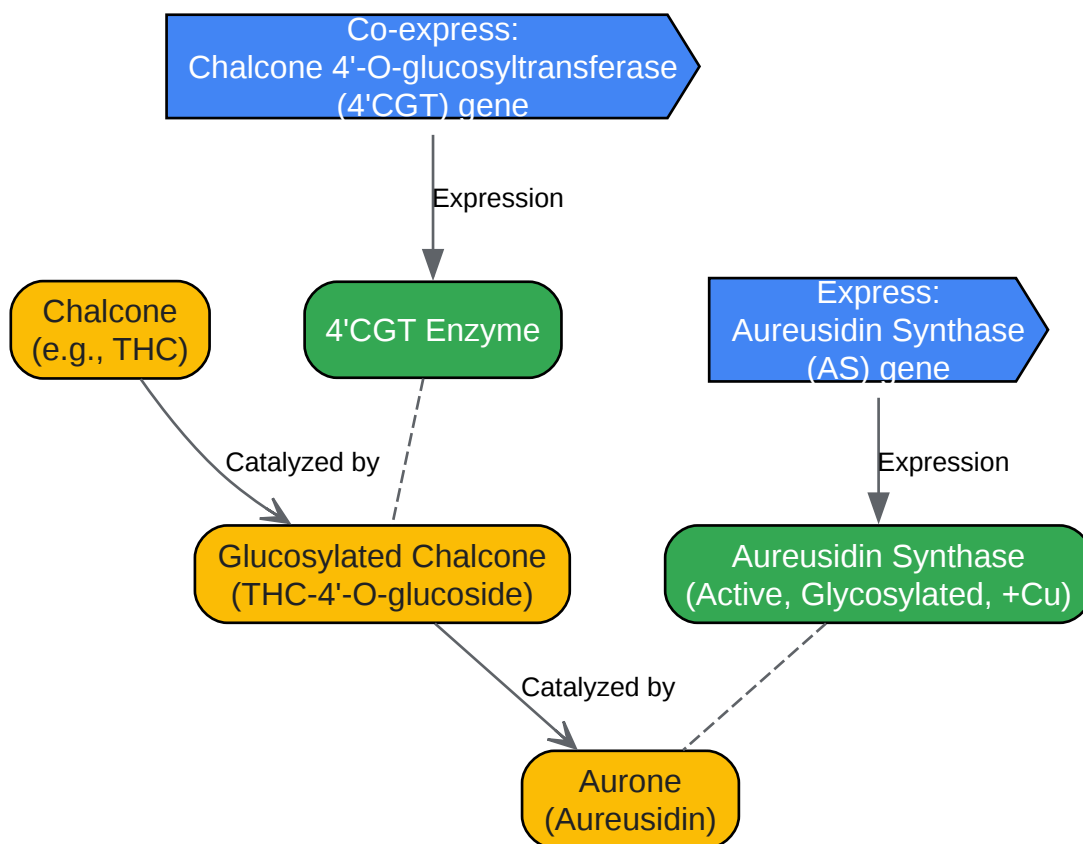 Co-express:
Chalcone 4'-O-glucosyltransferase
(4'CGT) gene
Expression
Chalcone
(e.g., THC)
4'CGT Enzyme
Express:
Aureusidin Synthase
(AS) gene
Catalyzed by
Expression
Glucosylated Chalcone
(THC-4'-O-glucoside)
Aureusidin Synthase
(Active, Glycosylated, +Cu)
Catalyzed by
Aurone
(Aureusidin)